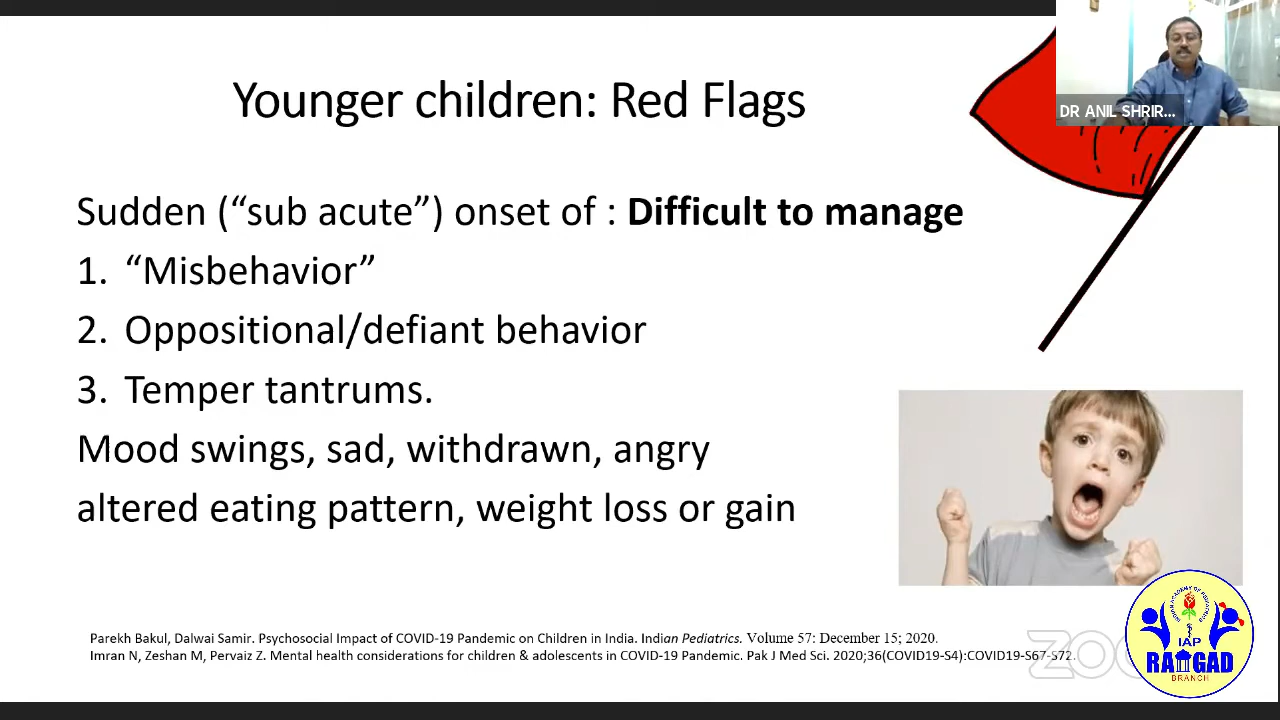 Younger children: Red Flags
DR ANIL SHRIR...
Sudden (“sub acute”) onset of : Difficult to manage
1. “Misbehavior”
2. Oppositional/defiant behavior
3. Temper tantrums.
Mood swings, sad, withdrawn, angry
altered eating pattern, weight loss or gain
Parekh Bakul, Dalwai Samir. Psychosocial Impact of COVID-19 Pandemic on Children in India. Indian Pediatrics. Volume 57: December 15; 2020.
Imran N, Zeshan M, Pervaiz Z. Mental health considerations for children & adolescents in COVID-19 Pandemic. Pak J Med Sci. 2020;36(COVID19-S4):COVID19-S67-S72.
INDIAN ACADEMY OF PEDIATRICS
IAP
RAIGAD
BRANCH